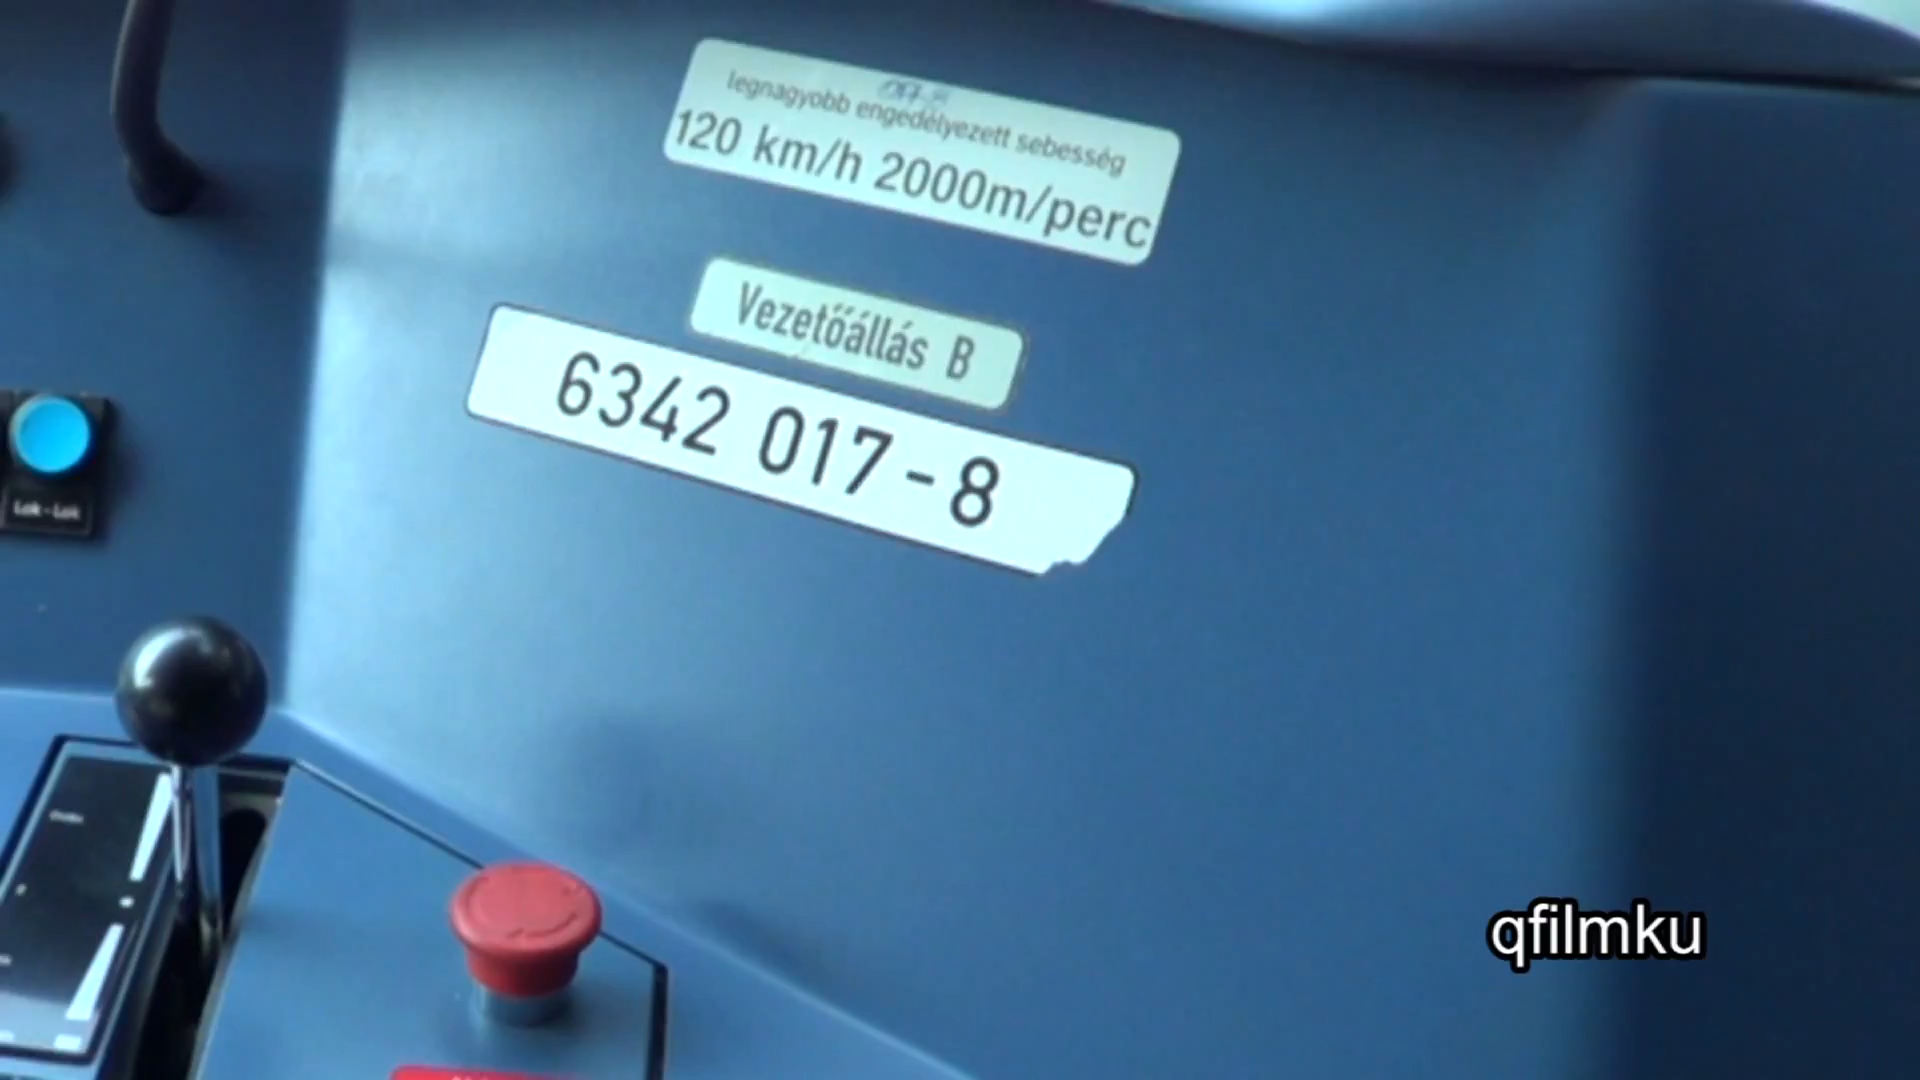 legnagyobb engedélyezett sebesség
120 km/h 2000m/perc
Vezetőállás B
6342 017-8
Lok-Lok
qfilmku